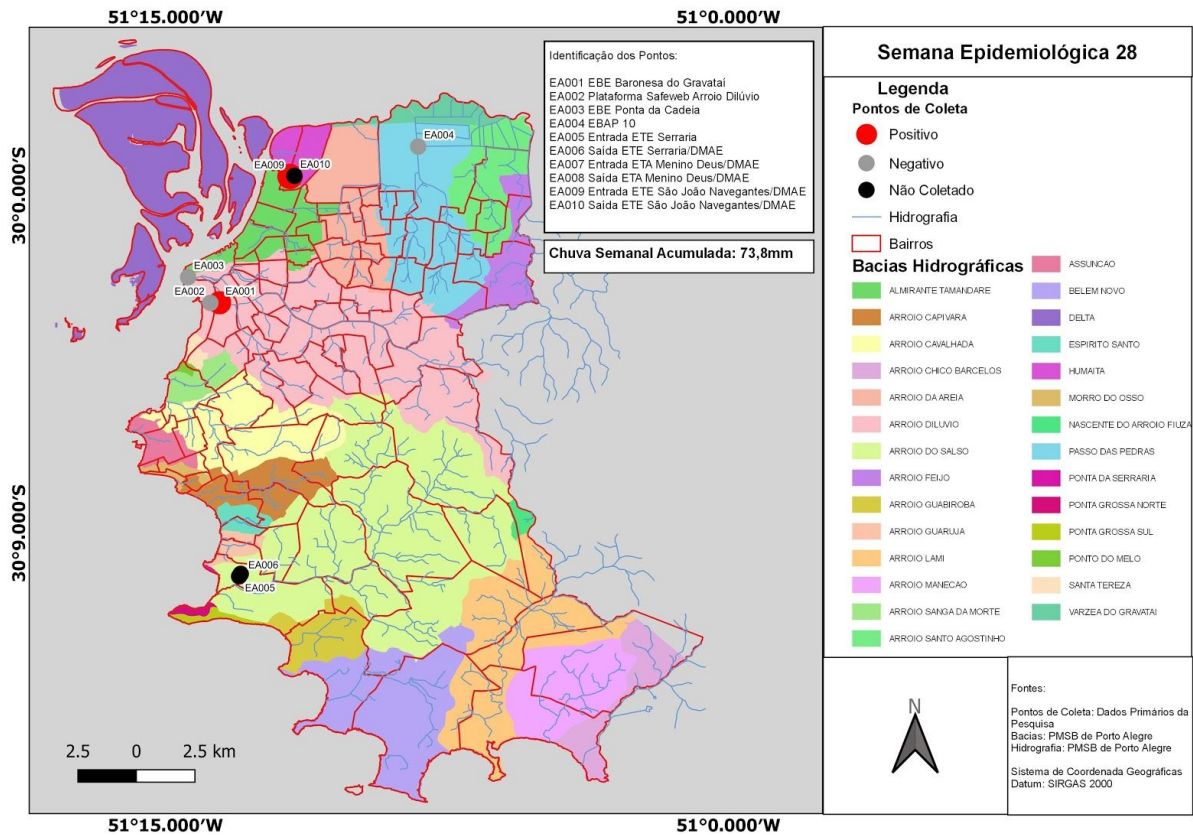 51°15.000′W
51°0.000′W
Identificação dos Pontos:
EA001 EBE Baronesa do Gravataí
EA002 Plataforma Safeweb Arroio Dilúvio
EA003 EBE Ponta da Cadeia
EA004 EBAP 10
EA005 Entrada ETE Serraria
EA006 Saída ETE Serraria/DMAE
EA007 Entrada ETA Menino Deus/DMAE
EA008 Saída ETA Menino Deus/DMAE
EA009 Entrada ETE São João Navegantes/DMAE
EA010 Saída ETE São João Navegantes/DMAE
Chuva Semanal Acumulada: 73,8mm
EA004
EA009
EA010
30°0.000′S
EA003
EA002
EA001
30°9.000′S
EA006
EA005
2.5
0
2.5 km
51°15.000′W
51°0.000′W
Semana Epidemiológica 28
Legenda
Pontos de Coleta
Positivo
Negativo
Não Coletado
Hidrografia
Bairros
Bacias Hidrográficas
ALMIRANTE TAMANDARE
ARROIO CAPIVARA
ARROIO CAVALHADA
ARROIO CHICO BARCELOS
ARROIO DA AREIA
ARROIO DILUVIO
ARROIO DO SALSO
ARROIO FEIJO
ARROIO GUABIROBA
ARROIO GUARUJA
ARROIO LAMI
ARROIO MANECAO
ARROIO SANGA DA MORTE
ARROIO SANTO AGOSTINHO
ASSUNCAO
BELEM NOVO
DELTA
ESPIRITO SANTO
HUMAITA
MORRO DO OSSO
NASCENTE DO ARROIO FIUZA
PASSO DAS PEDRAS
PONTA DA SERRARIA
PONTA GROSSA NORTE
PONTA GROSSA SUL
PONTO DO MELO
SANTA TEREZA
VARZEA DO GRAVATAI
N
Fontes:
Pontos de Coleta: Dados Primários da
Pesquisa
Bacias: PMSB de Porto Alegre
Hidrografia: PMSB de Porto Alegre
Sistema de Coordenada Geográficas
Datum: SIRGAS 2000